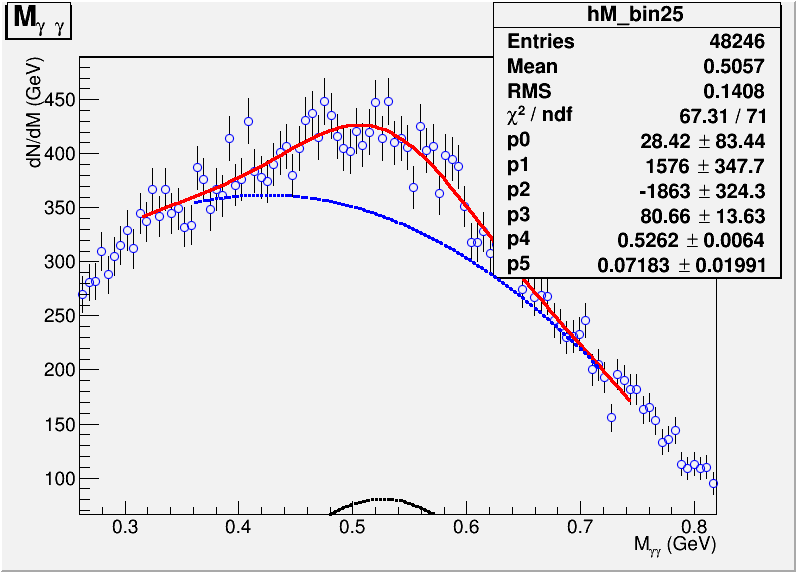 M γ γ
hM_bin25
Entries 48246
Mean 0.5057
RMS 0.1408
χ² / ndf 67.31 / 71
p0 28.42 ± 83.44
p1 1576 ± 347.7
p2 -1863 ± 324.3
p3 80.66 ± 13.63
p4 0.5262 ± 0.0064
p5 0.07183 ± 0.01991
dN/dM (GeV)
450
400
350
300
250
200
150
100
0.3 0.4 0.5 0.6 0.7 0.8
Mγγ (GeV)